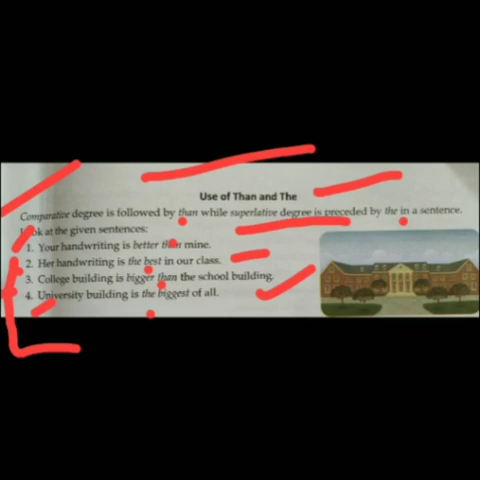 Use of Than and The
Comparative degree is followed by than while superlative degree is preceded by the in a sentence.
Look at the given sentences:
1. Your handwriting is better than mine.
2. Her handwriting is the best in our class.
3. College building is bigger than the school building.
4. University building is the biggest of all.